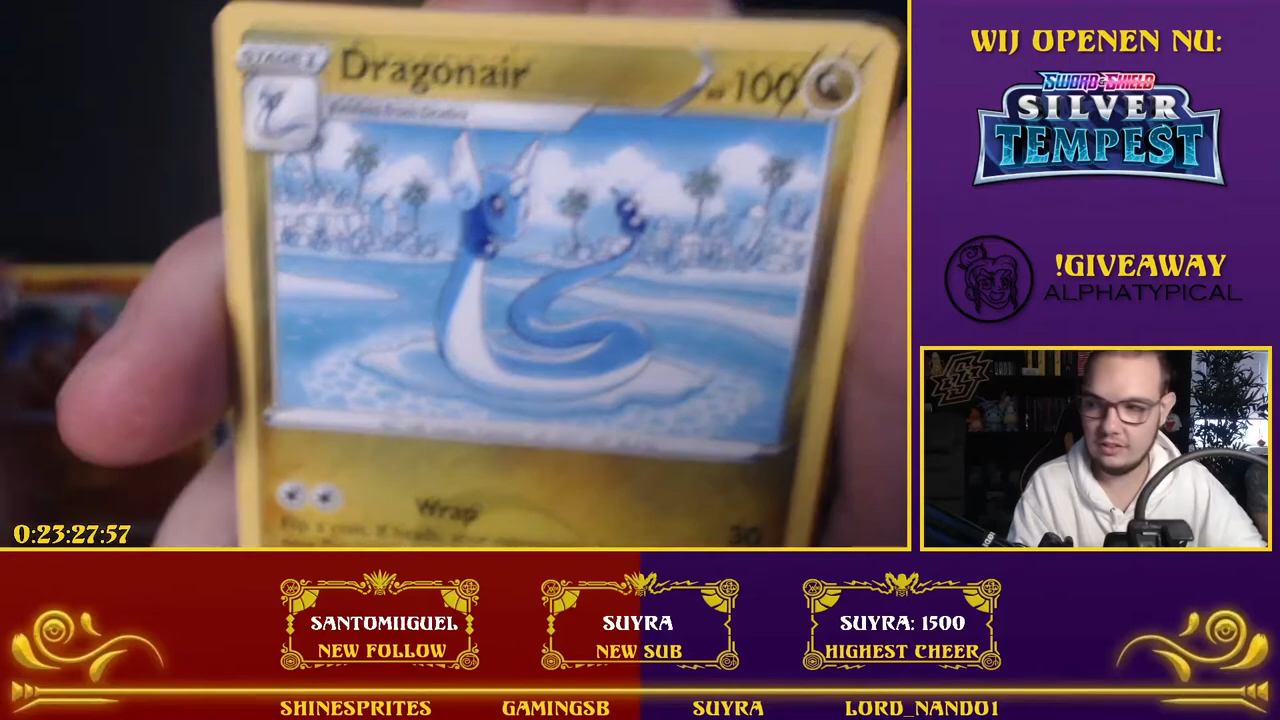 STAGE 1
Dragonair
HP 100
Wrap
30
0:23:27:57
WIJ OPENEN NU:
SWORD & SHIELD
SILVER
TEMPEST
!GIVEAWAY
ALPHATYPICAL
SANTOMIIGUEL
NEW FOLLOW
SUYRA
NEW SUB
SUYRA: 1500
HIGHEST CHEER
SHINESPRITES GAMINGSB SUYRA LORD_NANDO1